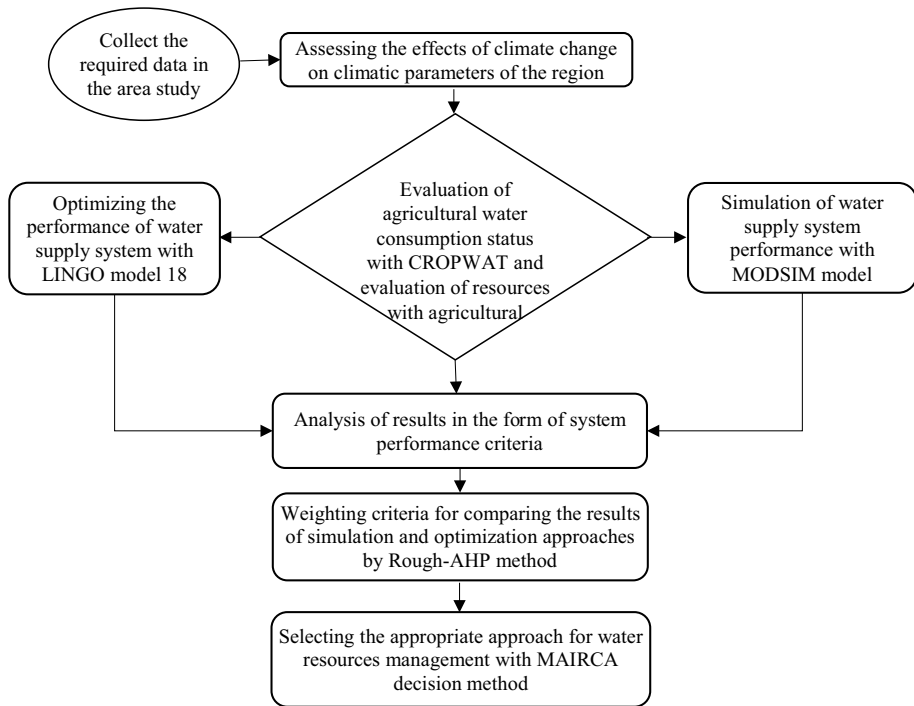 Collect the
required data in
the area study
Assessing the effects of climate change
on climatic parameters of the region
Optimizing the
performance of water
supply system with
LINGO model 18
Evaluation of
agricultural water
consumption status
with CROPWAT and
evaluation of resources
with agricultural
Simulation of water
supply system
performance with
MODSIM model
Analysis of results in the form of system
performance criteria
Weighting criteria for comparing the results
of simulation and optimization approaches
by Rough-AHP method
Selecting the appropriate approach for water
resources management with MAIRCA
decision method